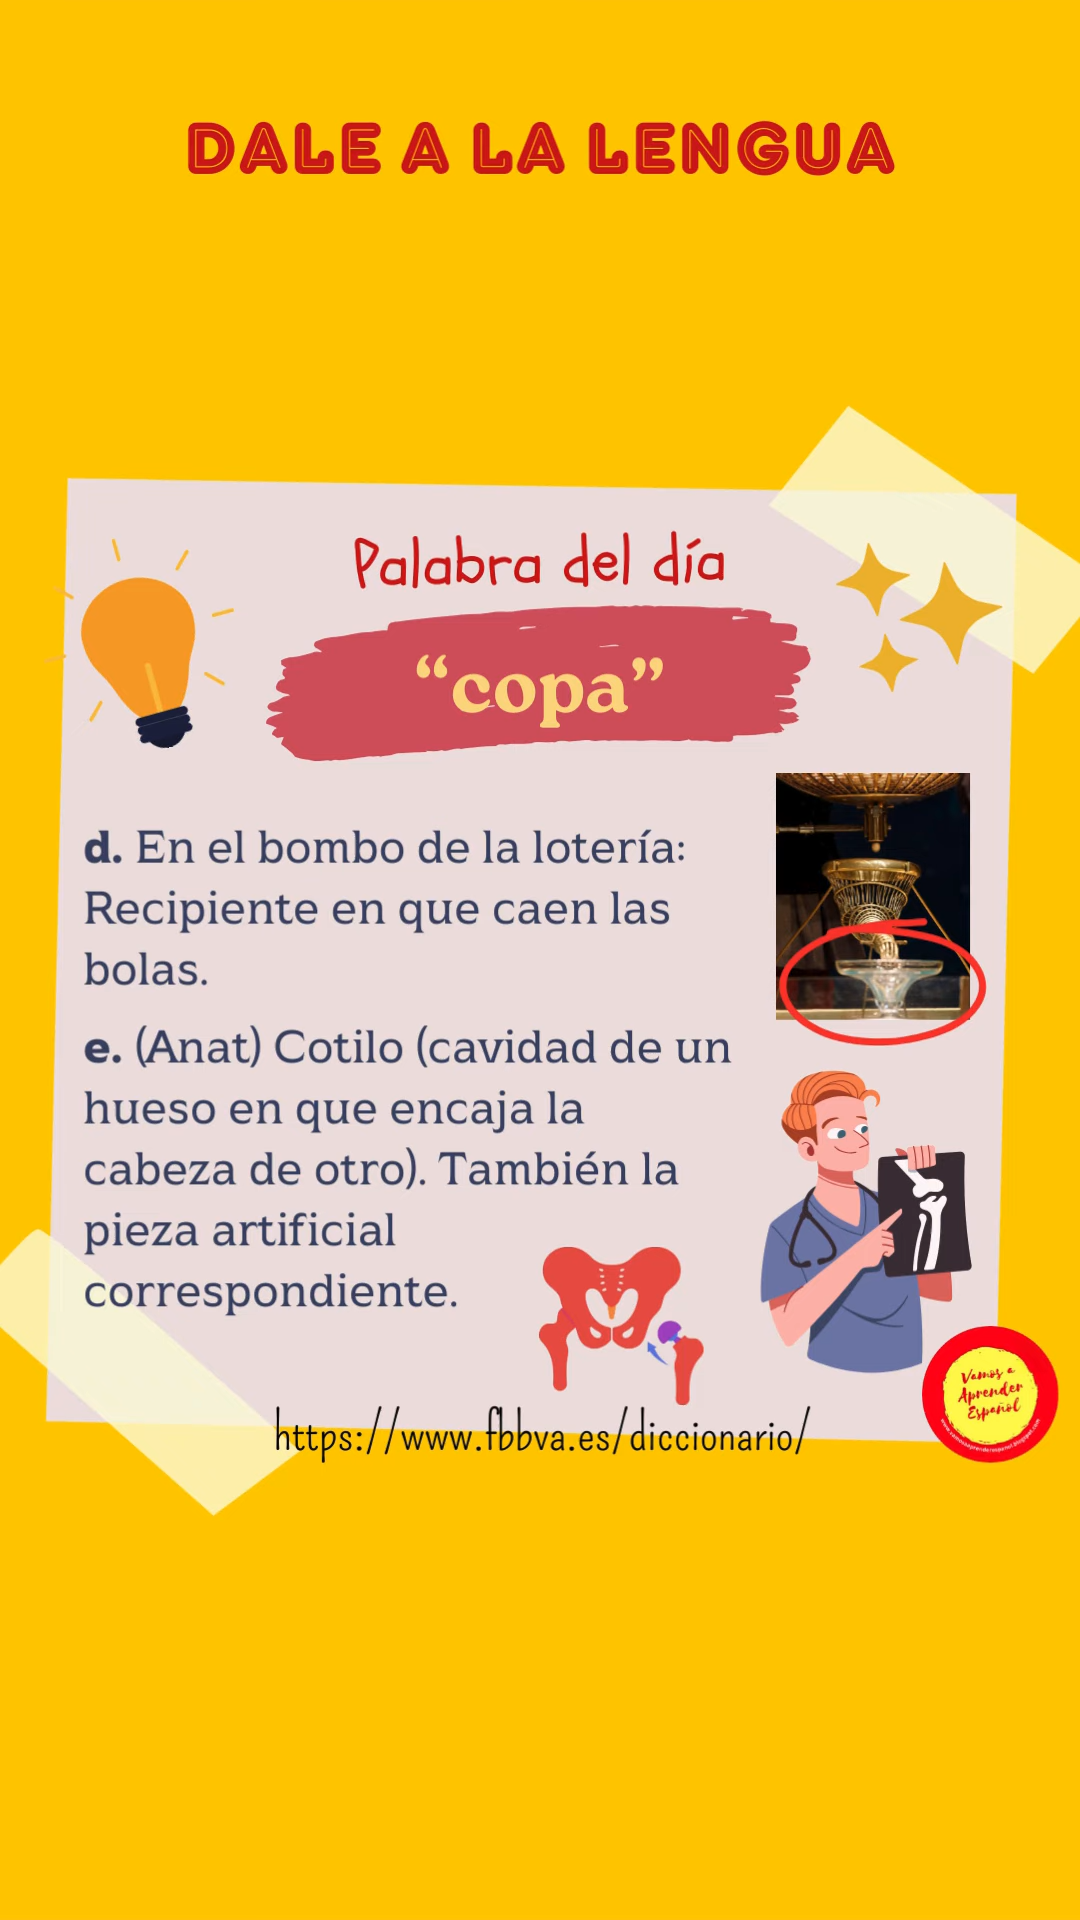 DALE A LA LENGUA
Palabra del día
“copa”
d. En el bombo de la lotería:
Recipiente en que caen las
bolas.
e. (Anat) Cotilo (cavidad de un
hueso en que encaja la
cabeza de otro). También la
pieza artificial
correspondiente.
Vamos a
Aprender
Español
https://www.fbbva.es/diccionario/